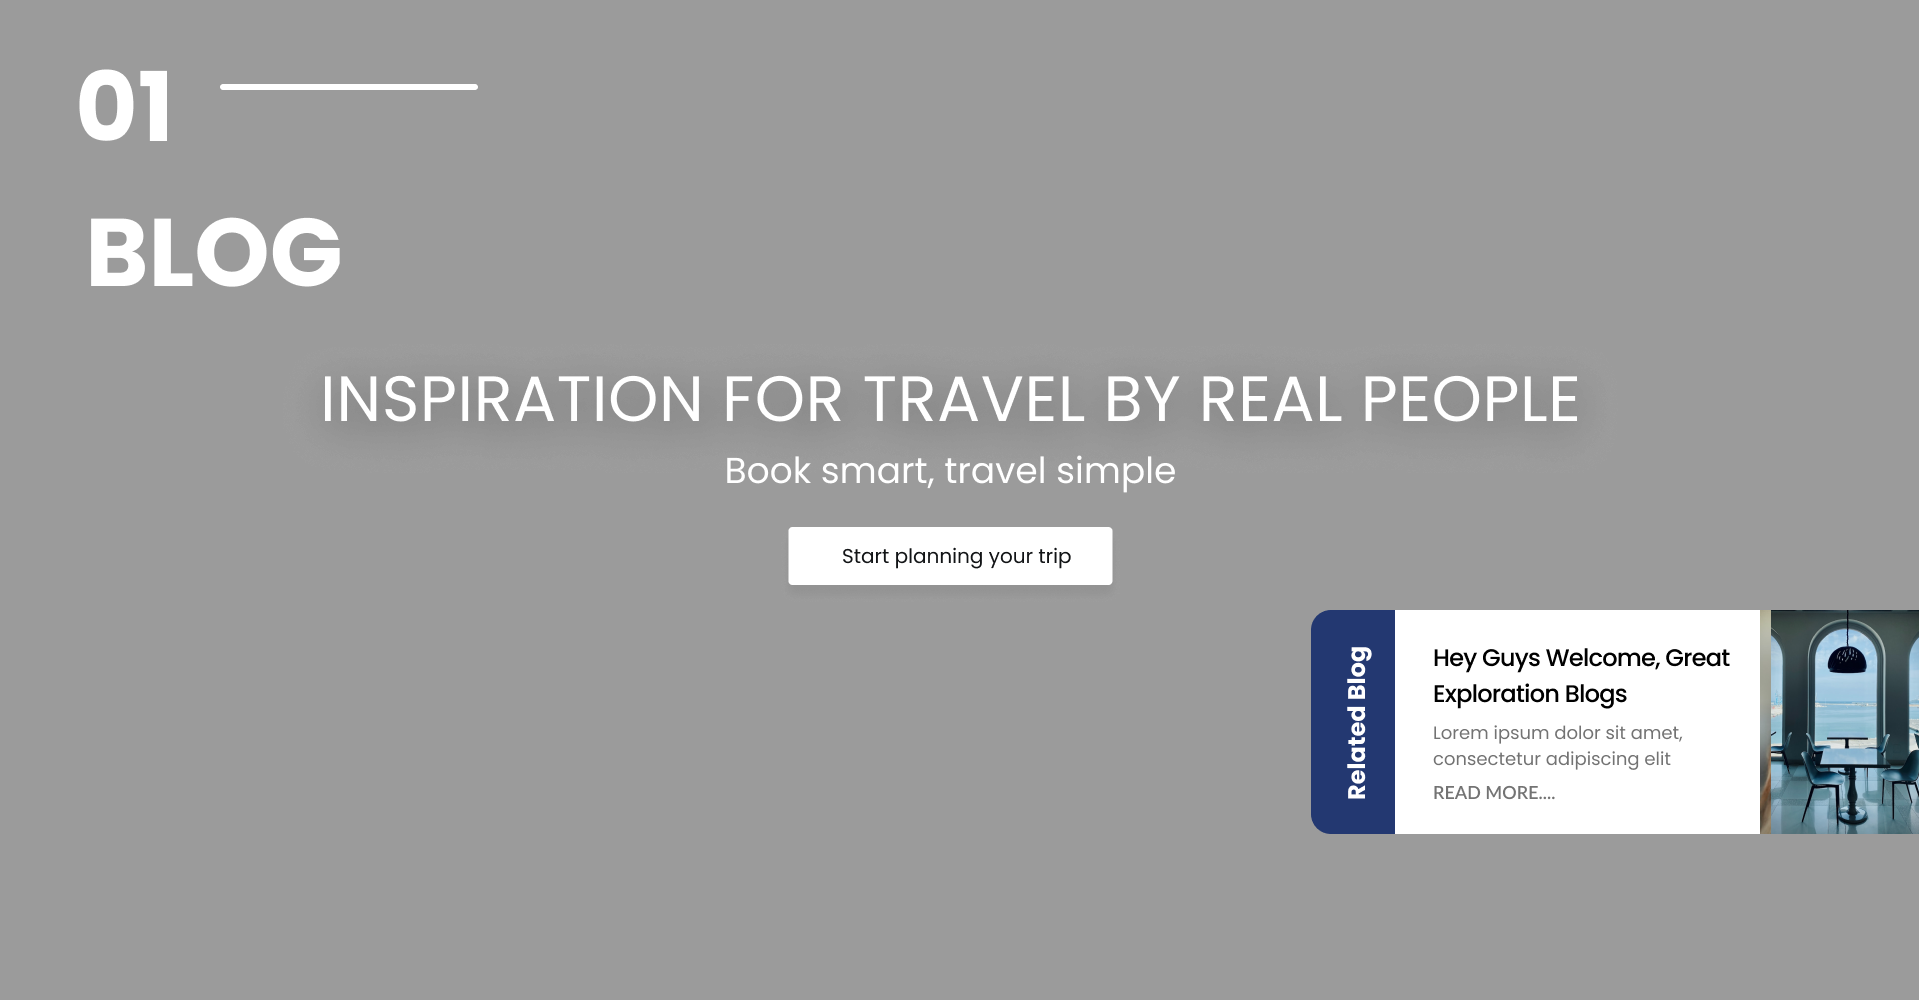 01
BLOG
INSPIRATION FOR TRAVEL BY REAL PEOPLE
Book smart, travel simple
Start planning your trip
Related Blog
Hey Guys Welcome, Great
Exploration Blogs
Lorem ipsum dolor sit amet,
consectetur adipiscing elit
READ MORE....